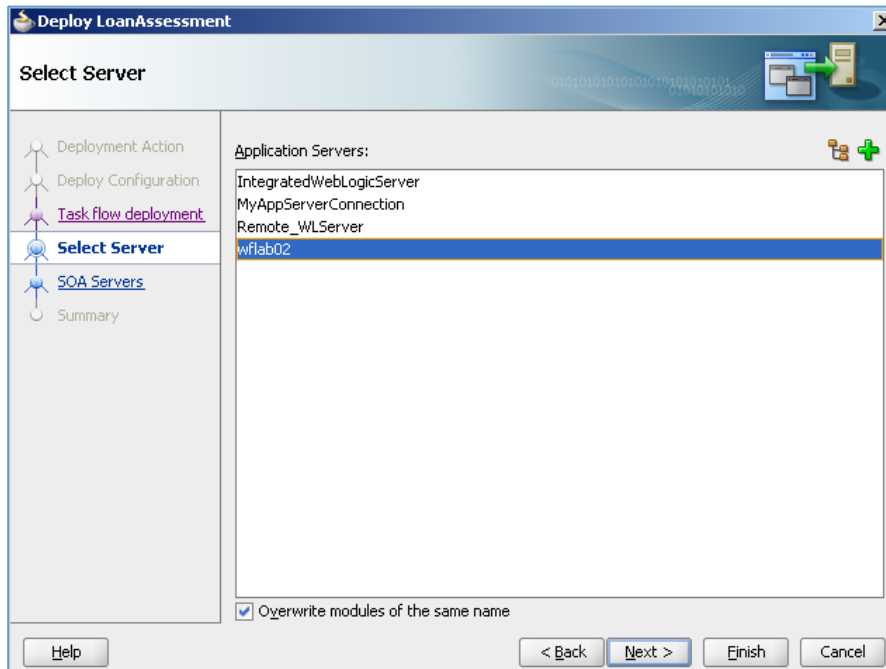 Deploy LoanAssessment
Select Server
Deployment Action
Deploy Configuration
Task flow deployment
Select Server
SOA Servers
Summary
Application Servers:
IntegratedWebLogicServer
MyAppServerConnection
Remote_WLServer
wflab02
Overwrite modules of the same name
Help
< Back
Next >
Finish
Cancel